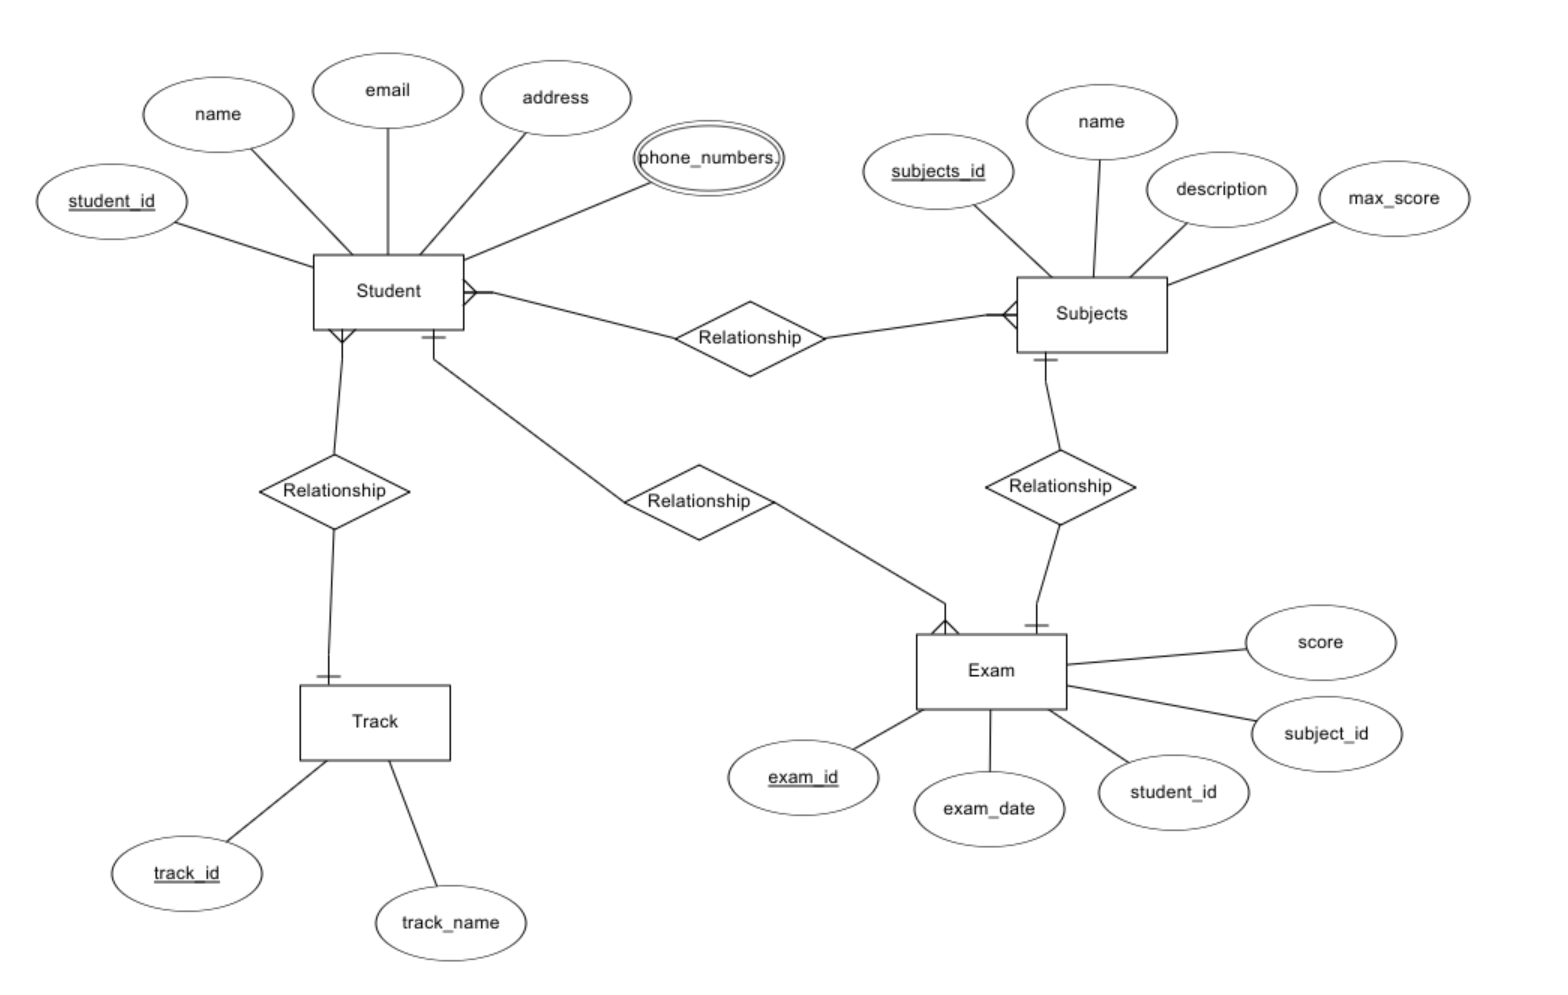 email
address
name
phone_numbers.
student_id
name
subjects_id
description
max_score
Student
Subjects
Relationship
Relationship
Relationship
Relationship
score
Exam
Track
subject_id
exam_id
student_id
exam_date
track_id
track_name